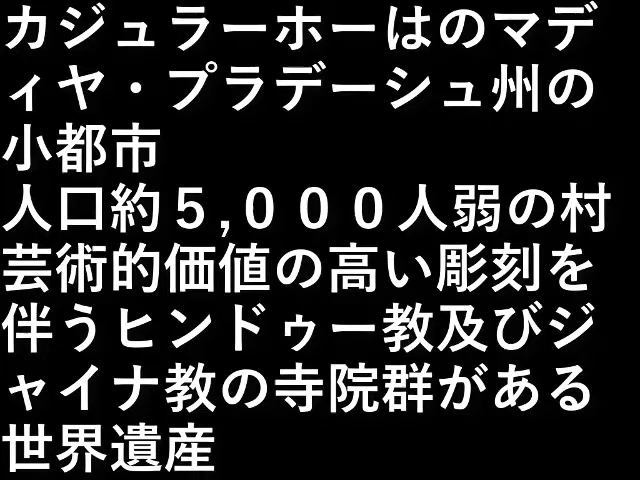 カジュラーホーはのマデ
ィヤ・プラデーシュ州の
小都市
人口約５,０００人弱の村
芸術的価値の高い彫刻を
伴うヒンドゥー教及びジ
ャイナ教の寺院群がある
世界遺産